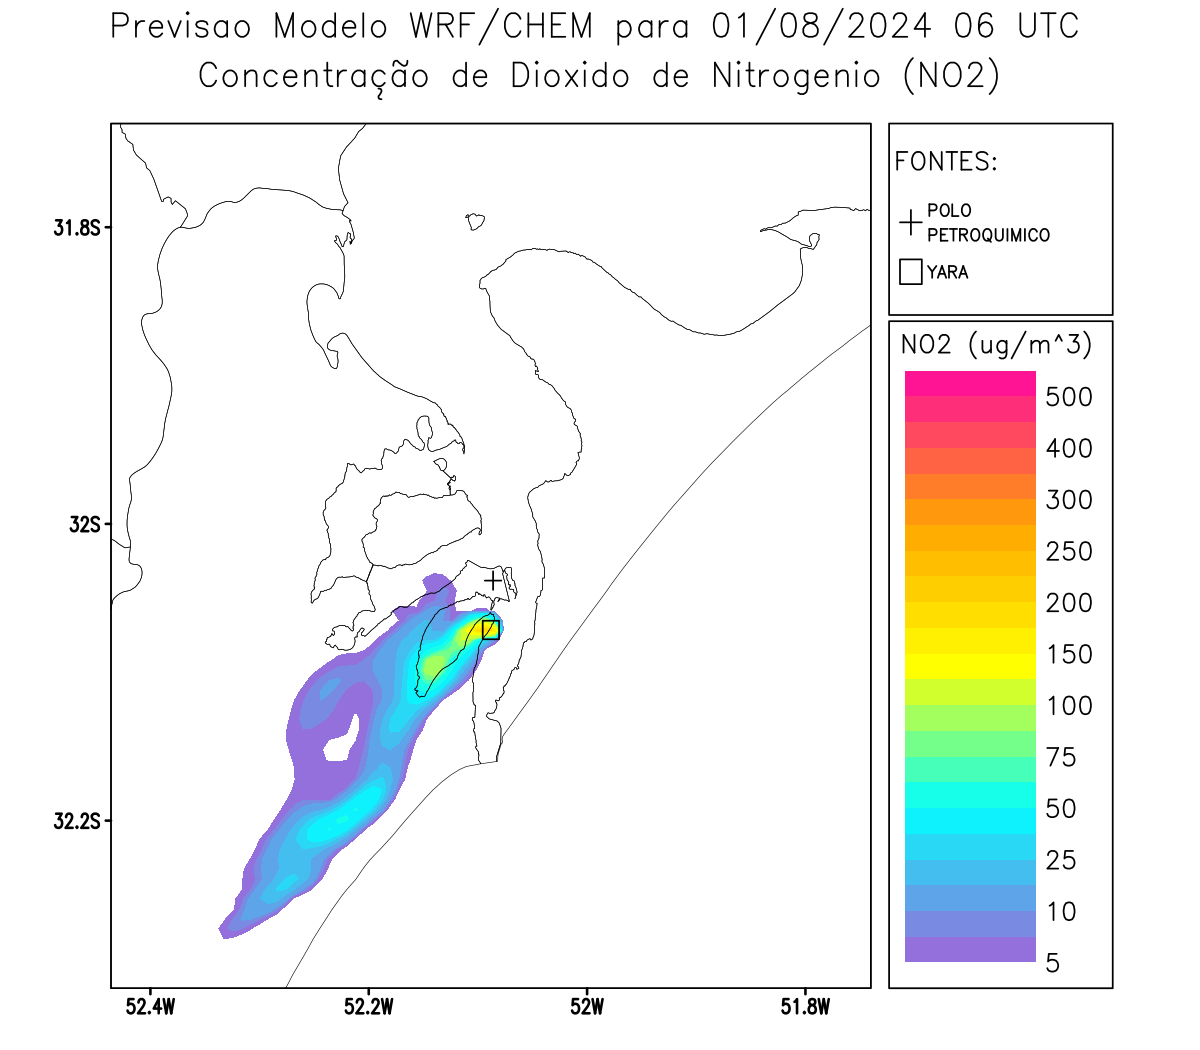 Previsao Modelo WRF/CHEM para 01/08/2024 06 UTC
Concentração de Dioxido de Nitrogenio (NO2)
FONTES:
POLO
PETROQUIMICO
YARA
NO2 (ug/m^3)
500
400
300
250
200
150
100
75
50
25
10
5
31.8S
32S
32.2S
52.4W
52.2W
52W
51.8W